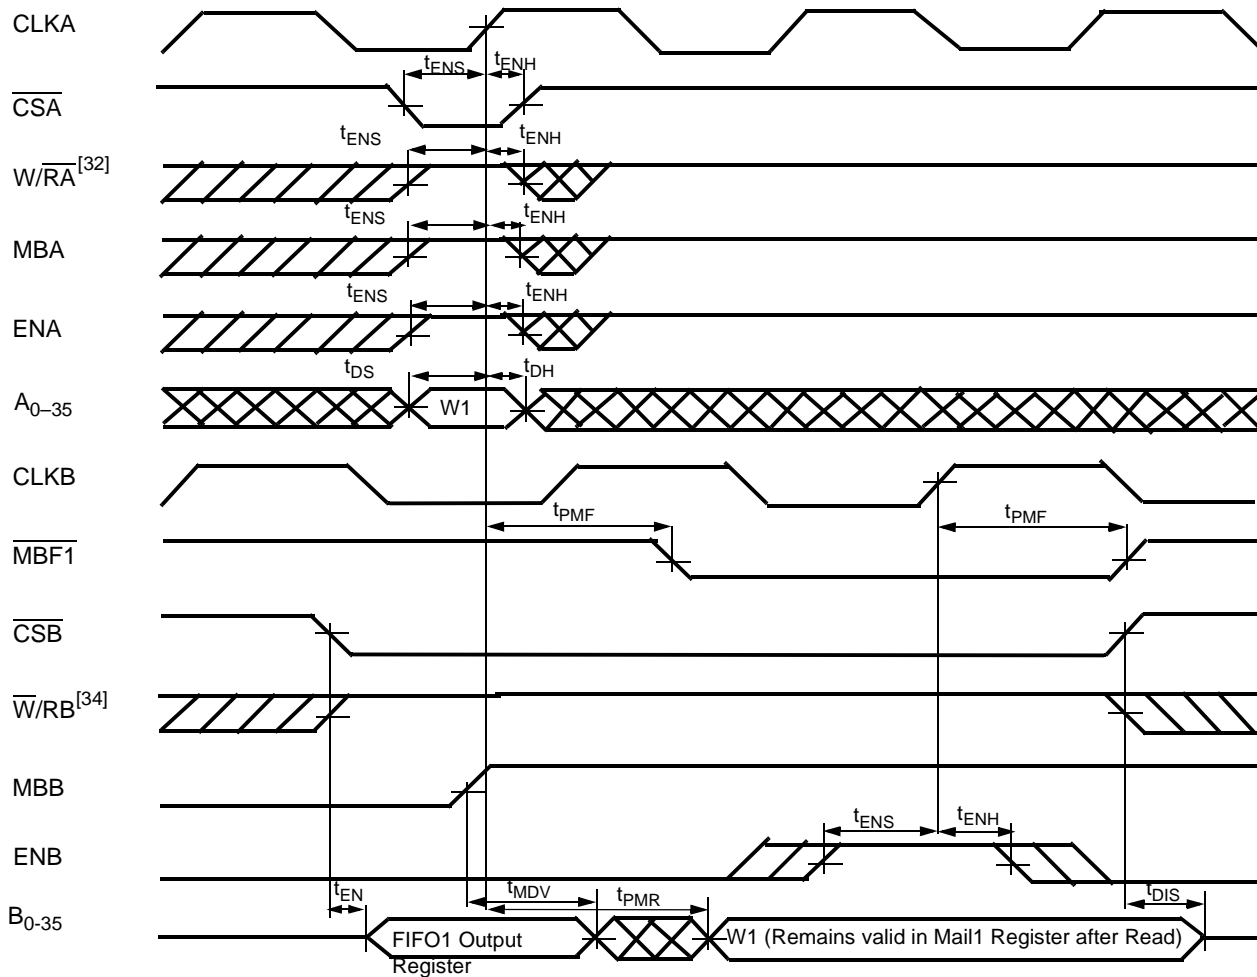 CLKA
tENS tENH
CSA
tENS tENH
W/RA[32]
tENS tENH
MBA
tENS tENH
ENA
tDS tDH
A0–35 W1
CLKB
tPMF tPMF
MBF1
CSB
W/RB[34]
MBB
tENS tENH
ENB
tEN tMDV tPMR tDIS
B0-35
FIFO1 Output
Register
W1 (Remains valid in Mail1 Register after Read)